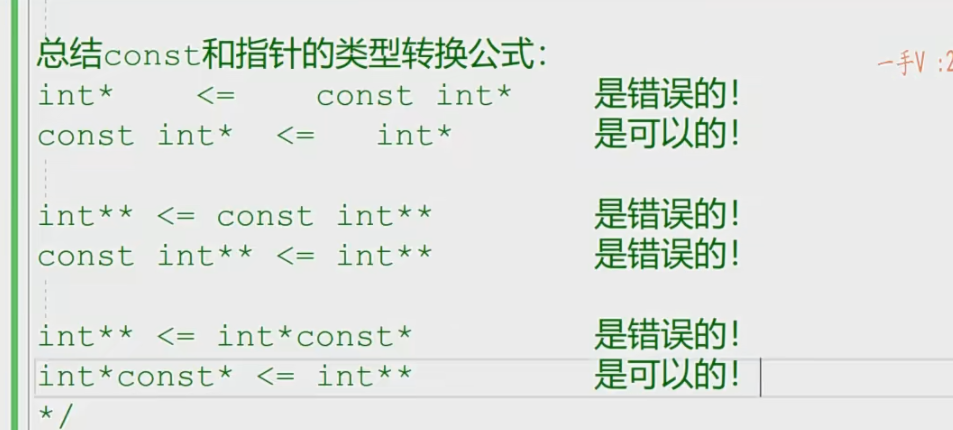 总结const和指针的类型转换公式：
一手V :2
int* <= const int* 是错误的！
const int* <= int* 是可以的！
int** <= const int** 是错误的！
const int** <= int** 是错误的！
int** <= int*const* 是错误的！
int*const* <= int** 是可以的！
*/